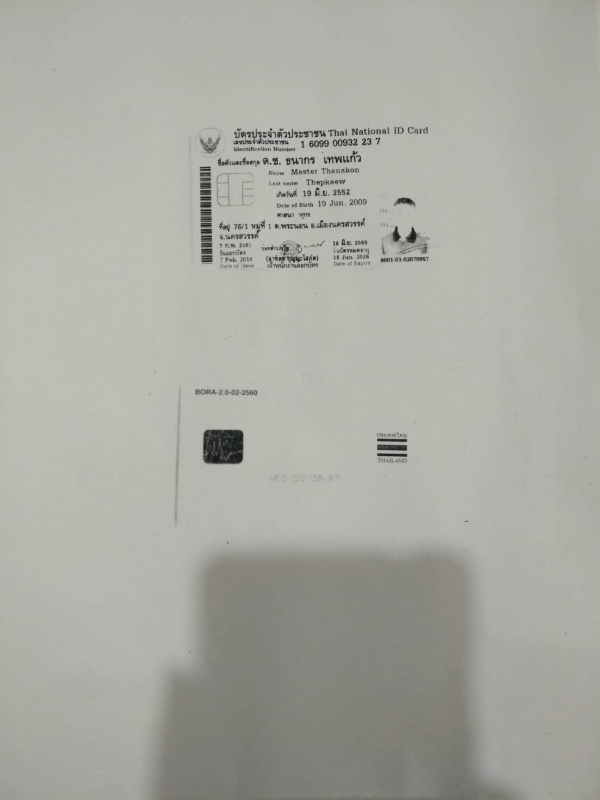 บัตรประจำตัวประชาชน Thai National ID Card
เลขประจำตัวประชาชน
Identification Number 1 6099 00932 23 7
ชื่อตัวและชื่อสกุล ด.ช. ธนากร เทพแก้ว
Name Master Thanakon
Last name Thepkaew
เกิดวันที่ 19 มิ.ย. 2552
Date of Birth 19 Jun. 2009
ศาสนา พุทธ
ที่อยู่ 76/1 หมู่ที่ 1 ต.พระนอน อ.เมืองนครสวรรค์
จ.นครสวรรค์
7 ก.พ. 2561
วันออกบัตร
7 Feb. 2018
Date of Issue
เจ้าพนักงานออกบัตร
18 มิ.ย. 2569
วันบัตรหมดอายุ
18 Jun. 2026
Date of Expiry
6001-01-02070957
BORA-2.0-02-2560
ประเทศไทย
THAILAND